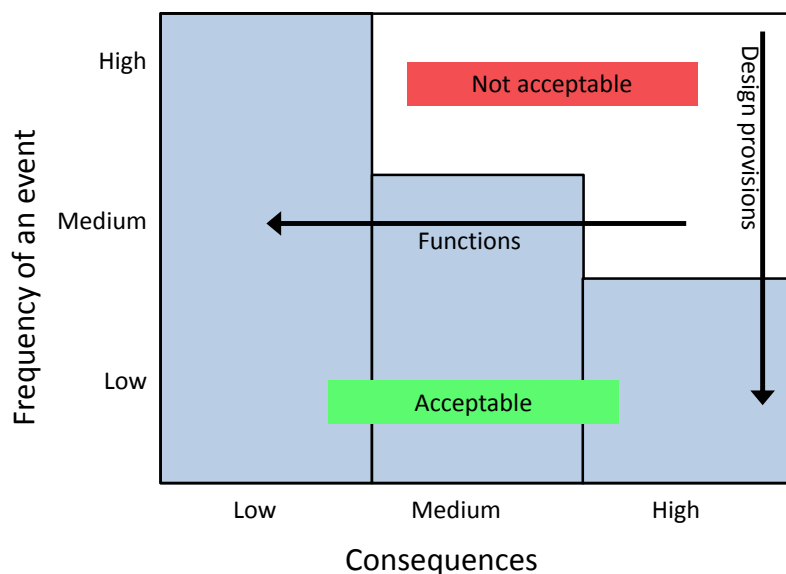 High
Not acceptable
Design provisions
Frequency of an event
Medium
Functions
Low
Acceptable
Low
Medium
High
Consequences